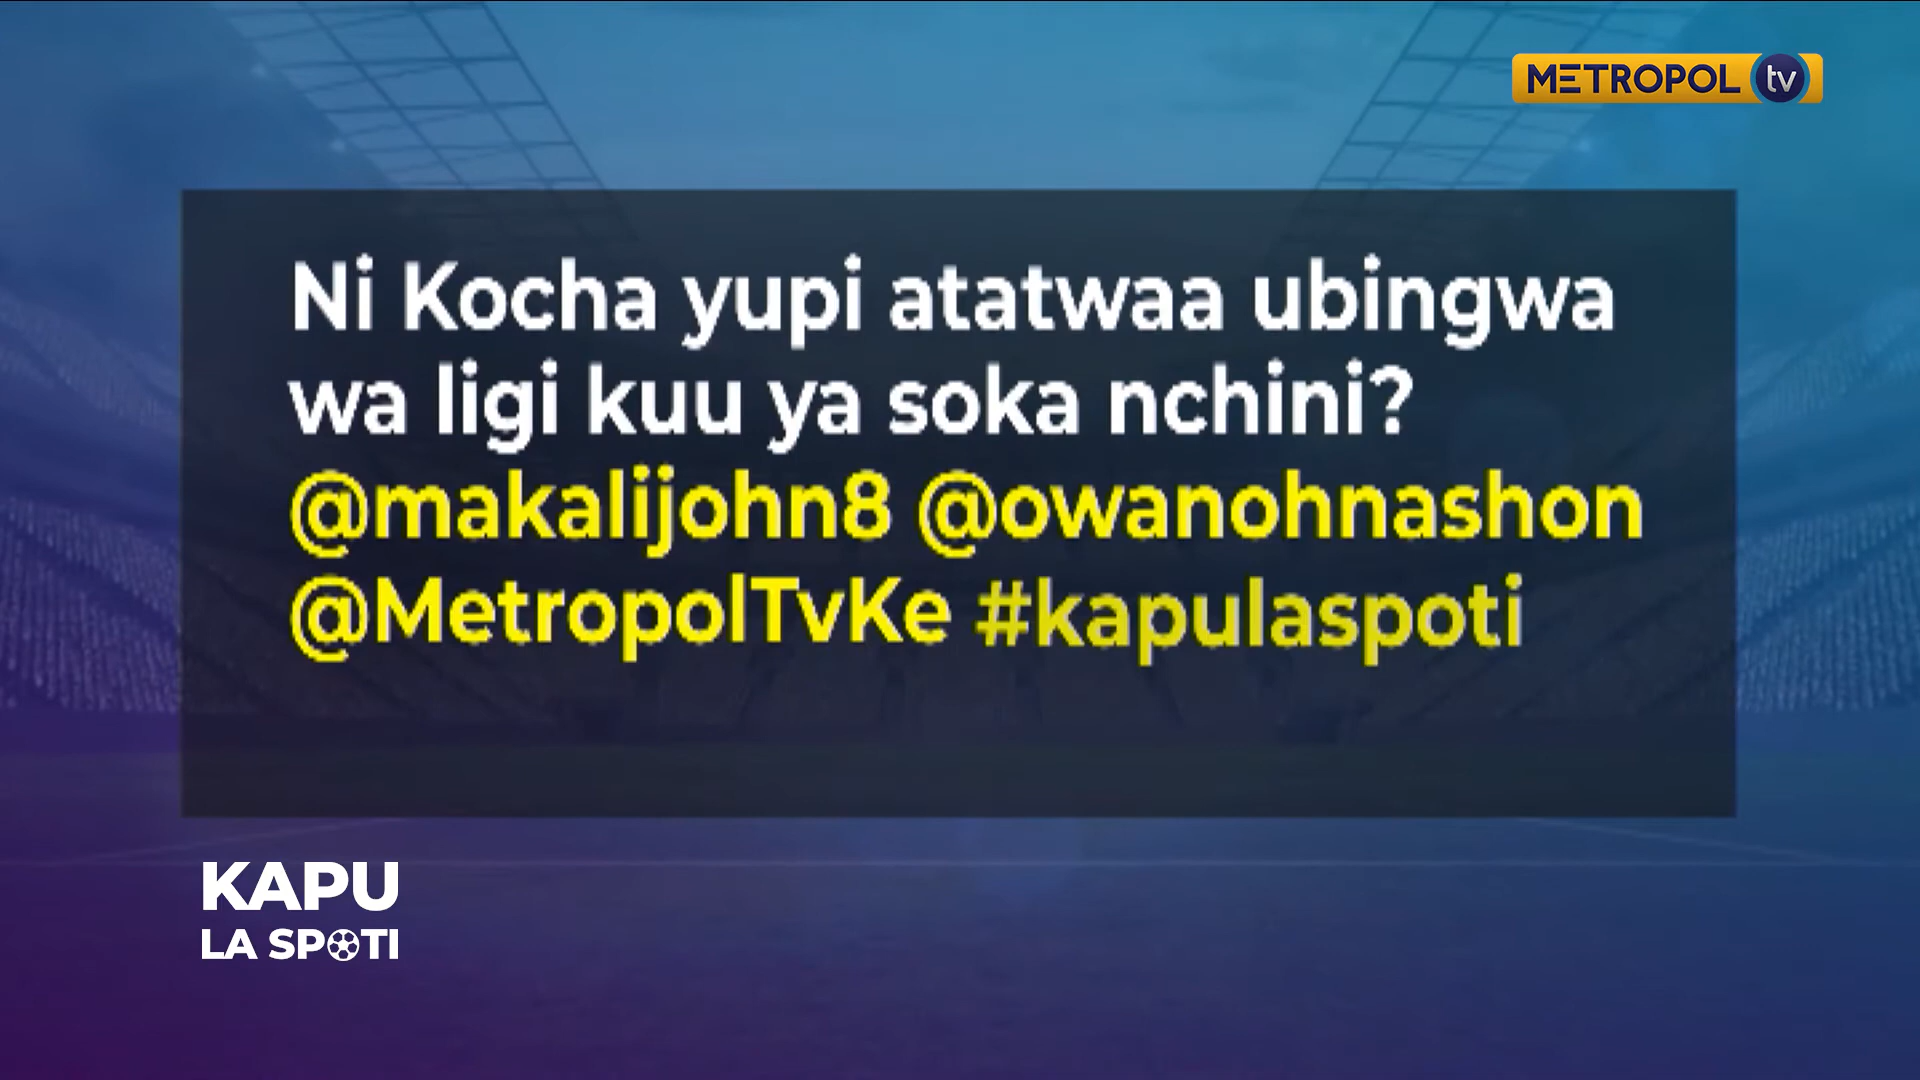 METROPOL tv
Ni Kocha yupi atatwaa ubingwa
wa ligi kuu ya soka nchini?
@makalijohn8 @owanohnashon
@MetropolTvKe #kapulaspoti
KAPU
LA SPOTI